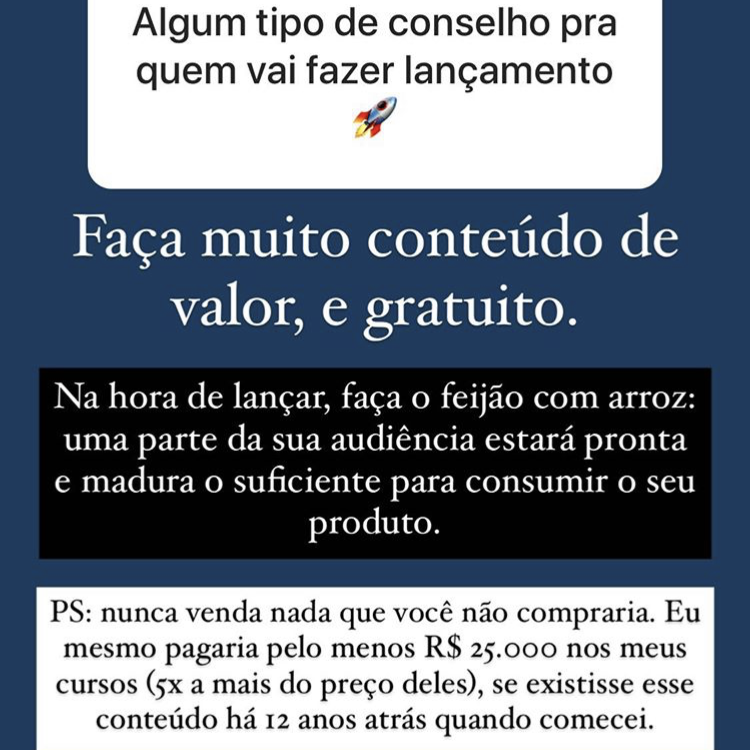 Algum tipo de conselho pra
quem vai fazer lançamento
🚀
Faça muito conteúdo de
valor, e gratuito.
Na hora de lançar, faça o feijão com arroz:
uma parte da sua audiência estará pronta
e madura o suficiente para consumir o seu
produto.
PS: nunca venda nada que você não compraria. Eu
mesmo pagaria pelo menos R$ 25.000 nos meus
cursos (5x a mais do preço deles), se existisse esse
conteúdo há 12 anos atrás quando comecei.